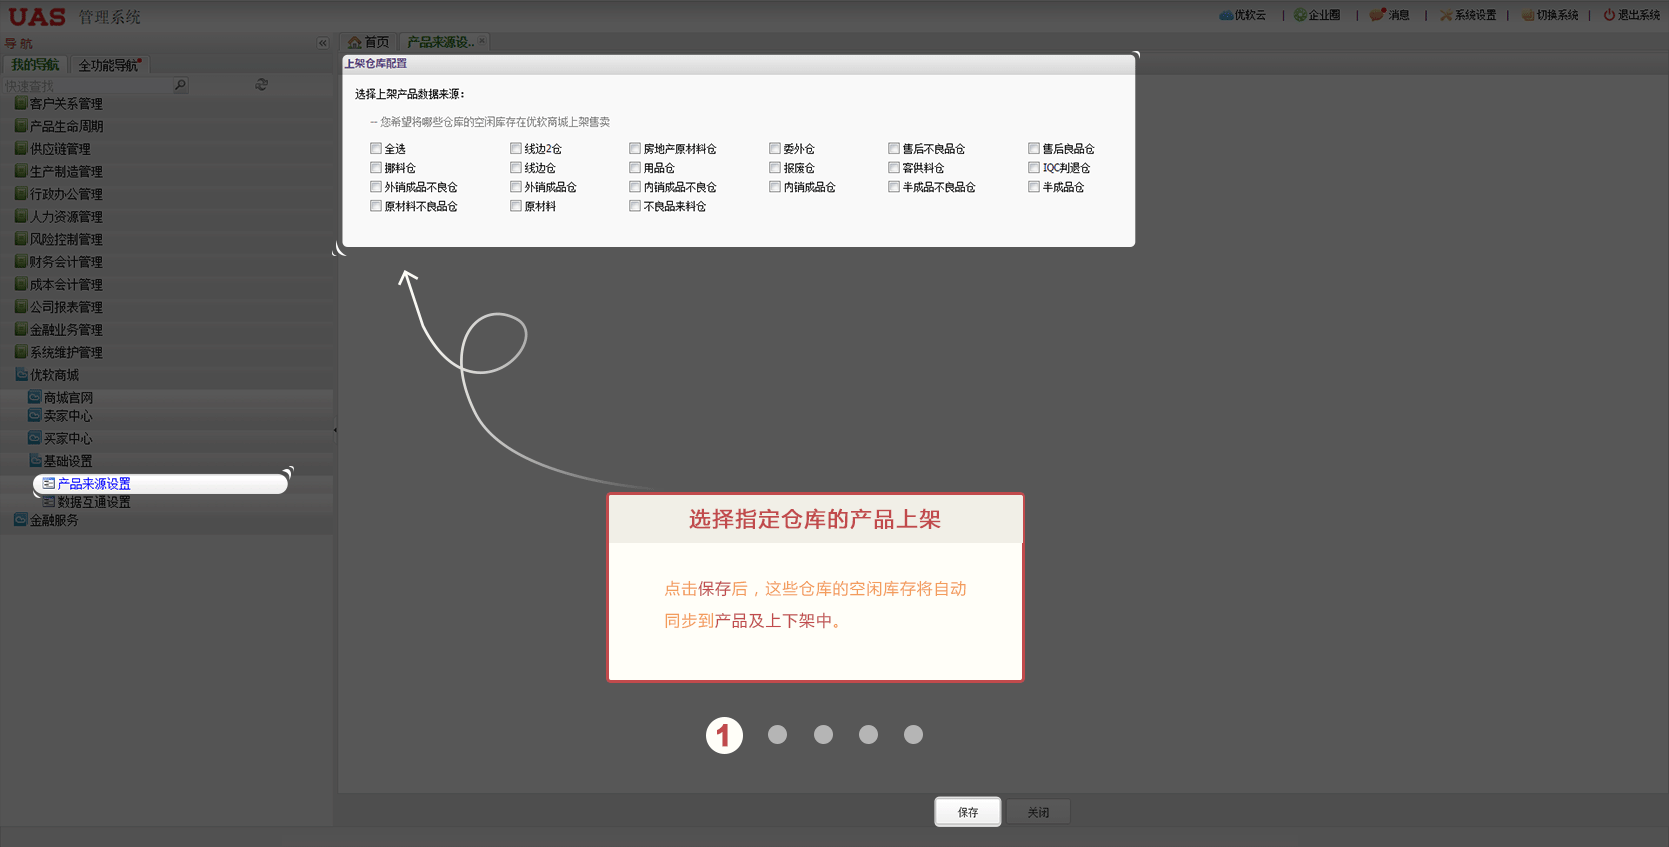 UAS 管理系统
优软云 | 企业圈 | 消息 | 系统设置 | 切换系统 | 退出系统
导航
首页 产品来源设..
我的导航 全功能导航
快速查找
客户关系管理
产品生命周期
供应链管理
生产制造管理
行政办公管理
人力资源管理
风险控制管理
财务会计管理
成本会计管理
公司报表管理
金融业务管理
系统维护管理
优软商城
商城官网
卖家中心
买家中心
基础设置
产品来源设置
数据互通设置
金融服务
上架仓库配置
选择上架产品数据来源:
-- 您希望将哪些仓库的空闲库存在优软商城上架售卖
全选 线边2仓 房地产原材料仓 委外仓 售后不良品仓 售后良品仓
挪料仓 线边仓 用品仓 报废仓 客供料仓 IQC判退仓
外销成品不良仓 外销成品仓 内销成品不良仓 内销成品仓 半成品不良品仓 半成品仓
原材料不良品仓 原材料 不良品来料仓
选择指定仓库的产品上架
点击保存后，这些仓库的空闲库存将自动
同步到产品及上下架中。
1
保存 关闭